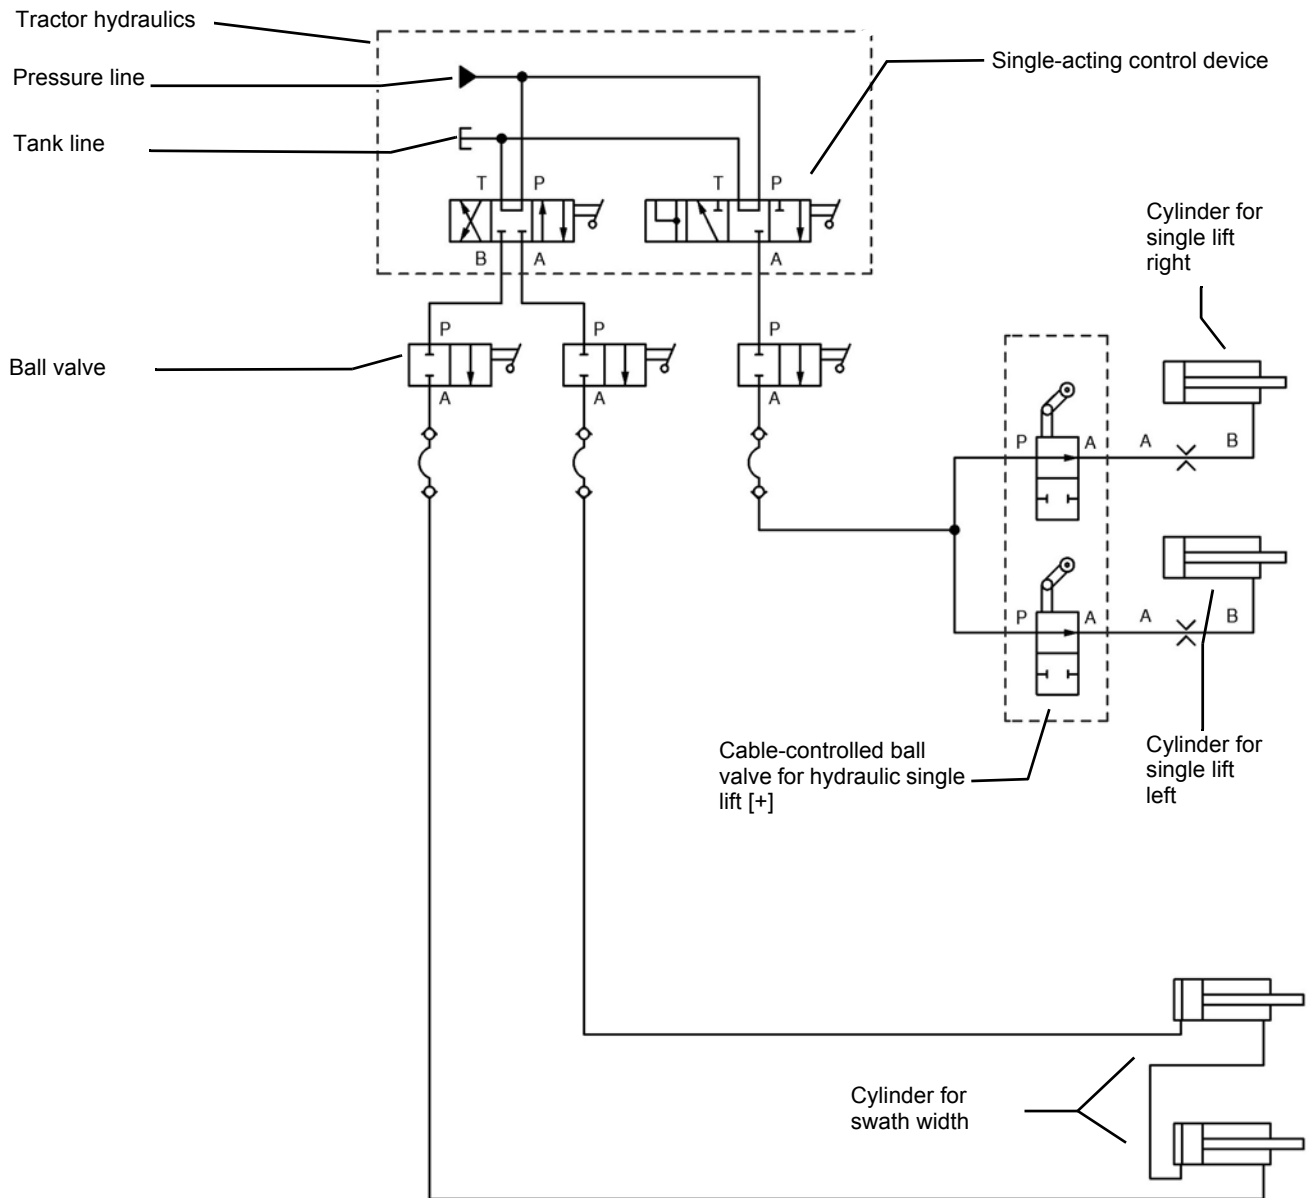 Tractor hydraulics
Pressure line
Single-acting control device
Tank line
T P
T P
B A
A
Cylinder for
single lift
right
P
P
P
Ball valve
A
A
A
P A A B
P A A B
Cable-controlled ball
valve for hydraulic single
lift [+]
Cylinder for
single lift
left
Cylinder for
swath width